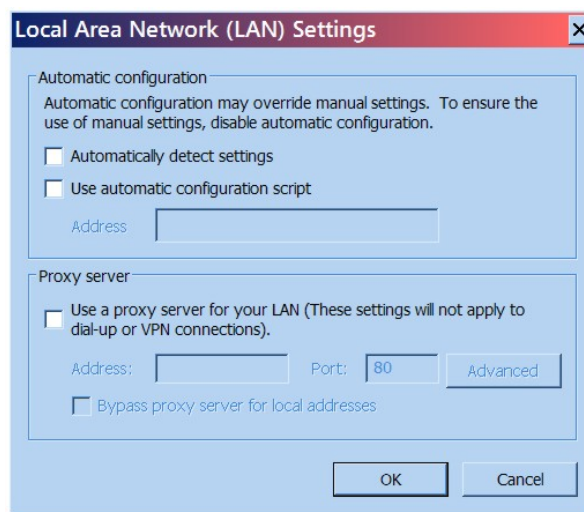 Local Area Network (LAN) Settings
Automatic configuration
Automatic configuration may override manual settings. To ensure the
use of manual settings, disable automatic configuration.
Automatically detect settings
Use automatic configuration script
Address
Proxy server
Use a proxy server for your LAN (These settings will not apply to
dial-up or VPN connections).
Address: Port: 80 Advanced
Bypass proxy server for local addresses
OK Cancel